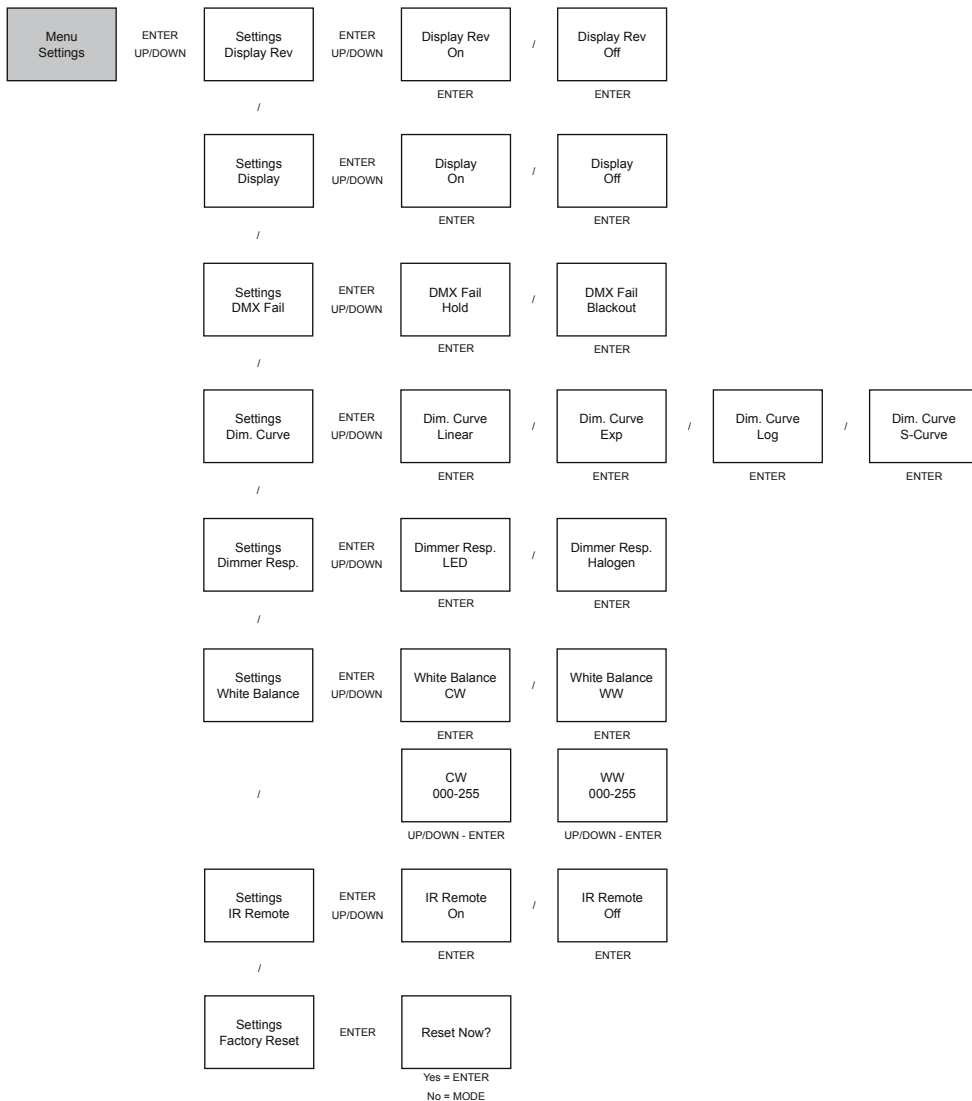 Menu
Settings
ENTER
UP/DOWN
Settings
Display Rev
ENTER
UP/DOWN
Display Rev
On
/
Display Rev
Off
ENTER
ENTER
/
Settings
Display
ENTER
UP/DOWN
Display
On
/
Display
Off
ENTER
ENTER
/
Settings
DMX Fail
ENTER
UP/DOWN
DMX Fail
Hold
/
DMX Fail
Blackout
ENTER
ENTER
/
Settings
Dim. Curve
ENTER
UP/DOWN
Dim. Curve
Linear
/
Dim. Curve
Exp
/
Dim. Curve
Log
/
Dim. Curve
S-Curve
ENTER
ENTER
ENTER
ENTER
/
Settings
Dimmer Resp.
ENTER
UP/DOWN
Dimmer Resp.
LED
/
Dimmer Resp.
Halogen
ENTER
ENTER
/
Settings
White Balance
ENTER
UP/DOWN
White Balance
CW
/
White Balance
WW
ENTER
ENTER
/
CW
000-255
WW
000-255
UP/DOWN - ENTER
UP/DOWN - ENTER
Settings
IR Remote
ENTER
UP/DOWN
IR Remote
On
/
IR Remote
Off
ENTER
ENTER
/
Settings
Factory Reset
ENTER
Reset Now?
Yes = ENTER
No = MODE